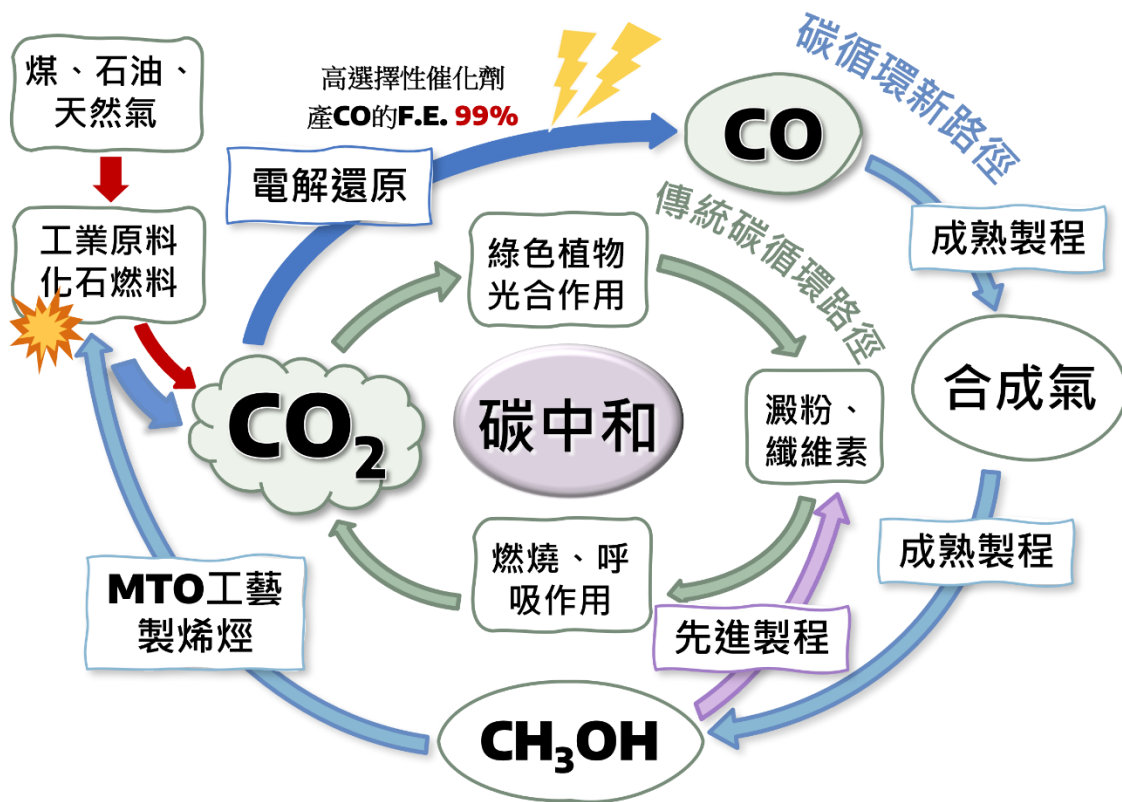 煤、石油、
天然氣
高選擇性催化劑
產CO的F.E. 99%
碳循環新路徑
CO
電解還原
工業原料
化石燃料
綠色植物
光合作用
傳統碳循環路徑
成熟製程
CO₂
碳中和
澱粉、
纖維素
合成氣
燃燒、呼
吸作用
成熟製程
MTO工藝
製烯烴
先進製程
CH₃OH